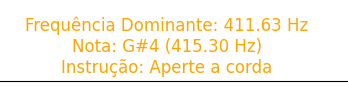 Frequência Dominante: 411.63 Hz
Nota: G#4 (415.30 Hz)
Instrução: Aperte a corda